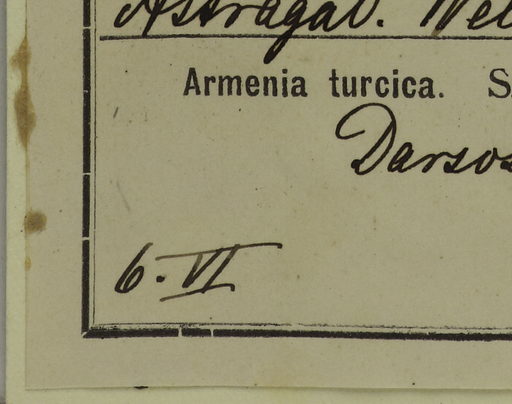 Astragal. Wel
Armenia turcica. S
Darsos
6. VI